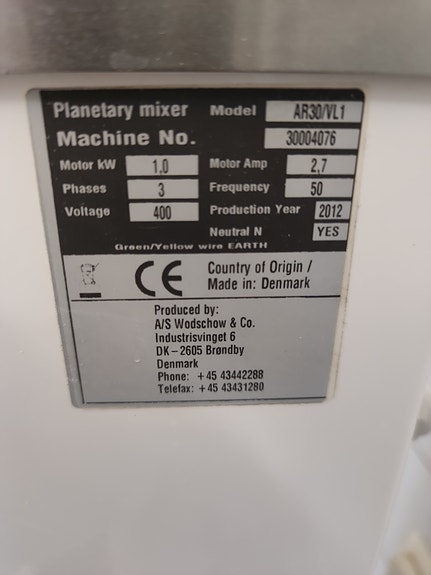 Planetary mixer Model AR30/VL1
Machine No. 30004076
Motor kW 1,0 Motor Amp 2,7
Phases 3 Frequency 50
Voltage 400 Production Year 2012
Neutral N YES
Green/Yellow wire EARTH
CE Country of Origin /
Made in: Denmark
Produced by:
A/S Wodschow & Co.
Industrisvinget 6
DK-2605 Brøndby
Denmark
Phone: +45 43442288
Telefax: +45 43431280